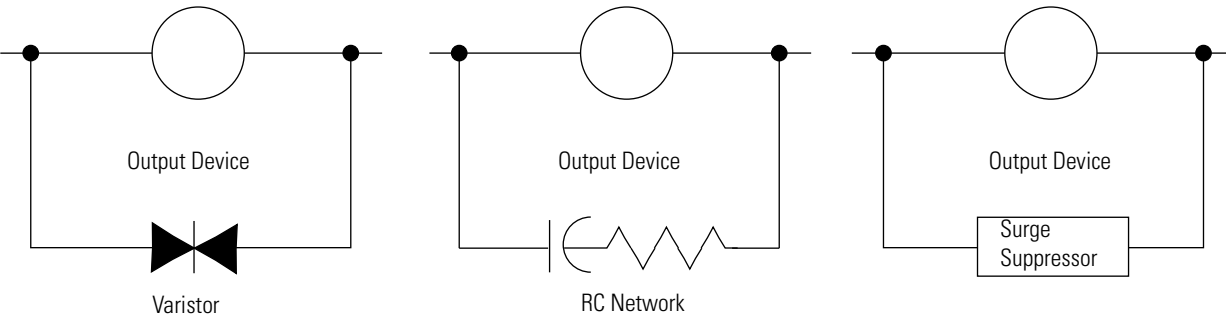 Output Device
Output Device
Output Device
Surge
Suppressor
Varistor
RC Network